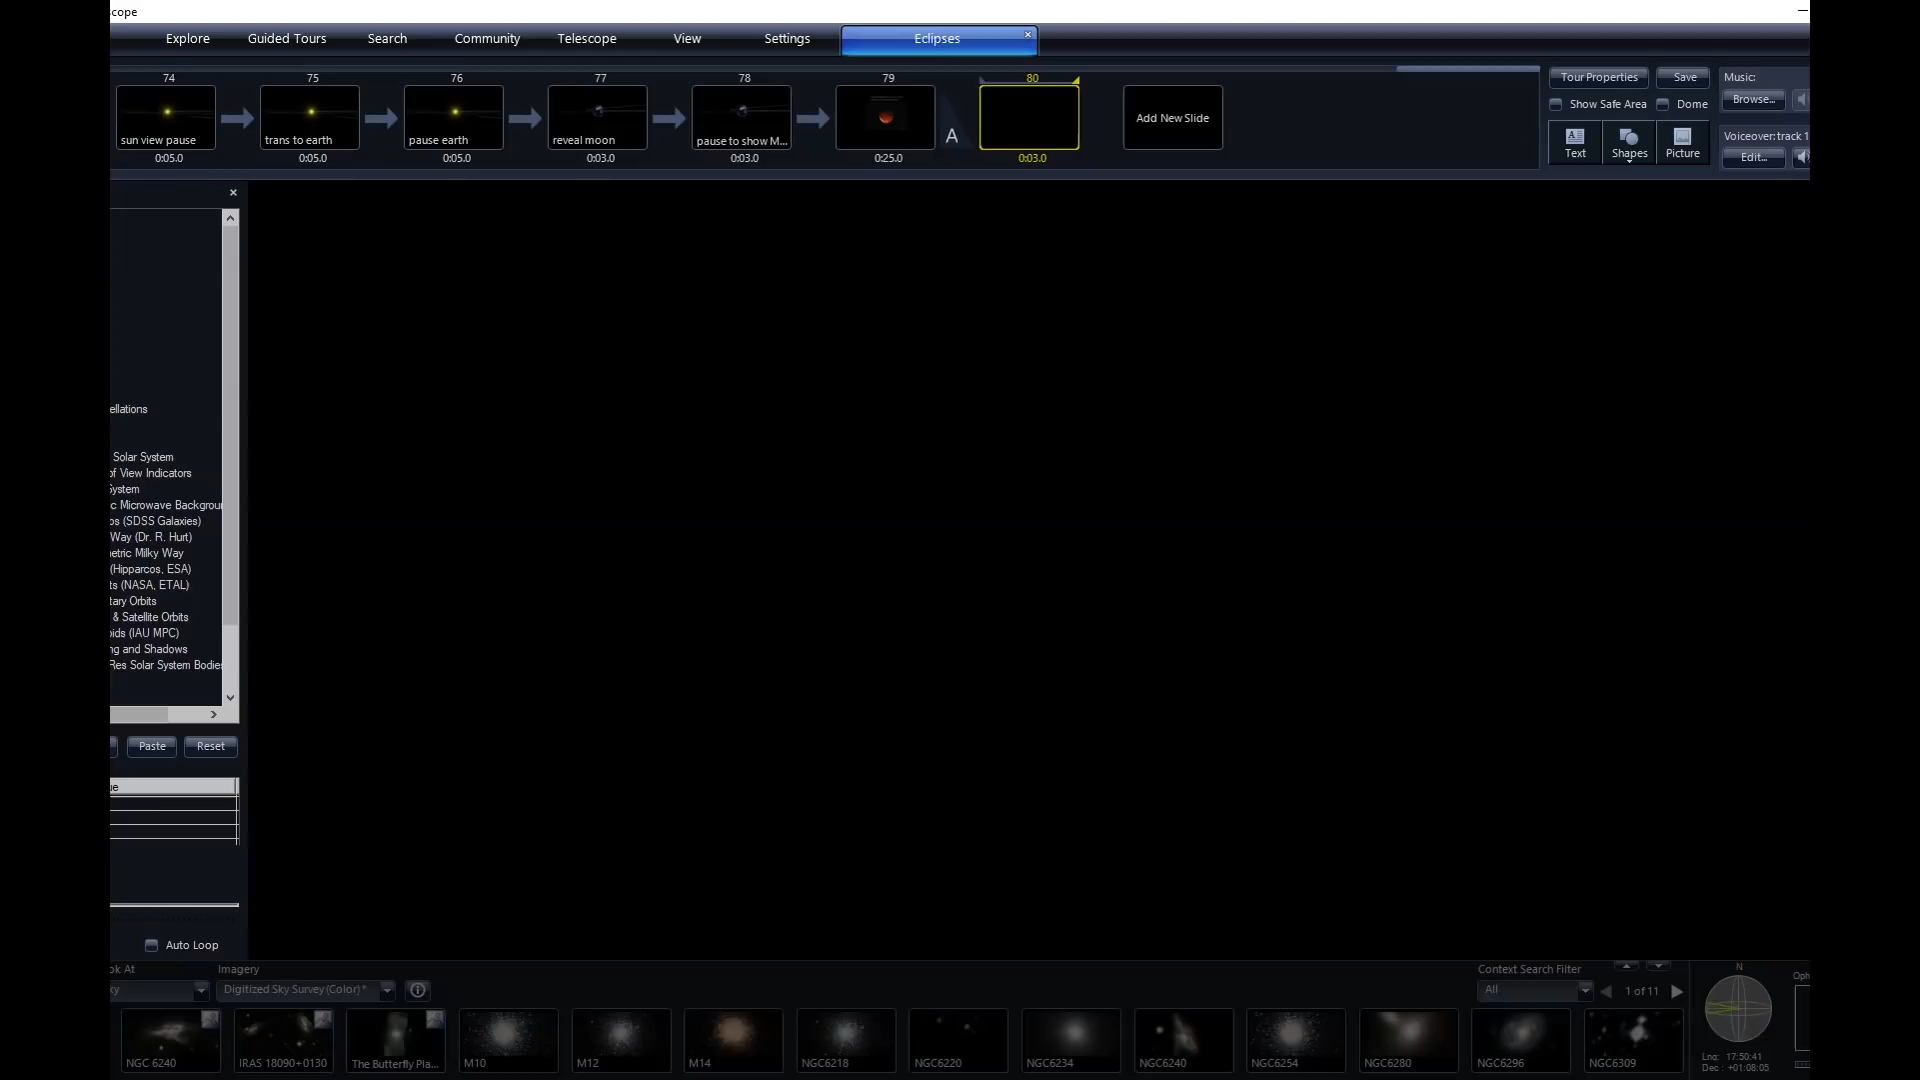 scope
Explore Guided Tours Search Community Telescope View Settings Eclipses
74 75 76 77 78 79 80
sun view pause trans to earth pause earth reveal moon pause to show M... A Add New Slide
0:05.0 0:05.0 0:05.0 0:03.0 0:03.0 0:25.0 0:03.0
Tour Properties Save Music:
Show Safe Area Dome Browse...
Text Shapes Picture
Voiceover: track 1
Edit...
ellations
Solar System
of View Indicators
System
c Microwave Backgrour
os (SDSS Galaxies)
Way (Dr. R. Hurt)
etric Milky Way
(Hipparcos, ESA)
ts (NASA, ETAL)
tary Orbits
& Satellite Orbits
oids (IAU MPC)
ng and Shadows
Res Solar System Bodies
Paste Reset
ue
Auto Loop
ok At Imagery Context Search Filter
ky Digitized Sky Survey (Color) * All 1 of 11
NGC 6240 IRAS 18090+0130 The Butterfly Pla... M10 M12 M14 NGC6218 NGC6220 NGC6234 NGC6240 NGC6254 NGC6280 NGC6296 NGC6309
N
Lng: 17:50:41
Dec : +01:08:05
Oph